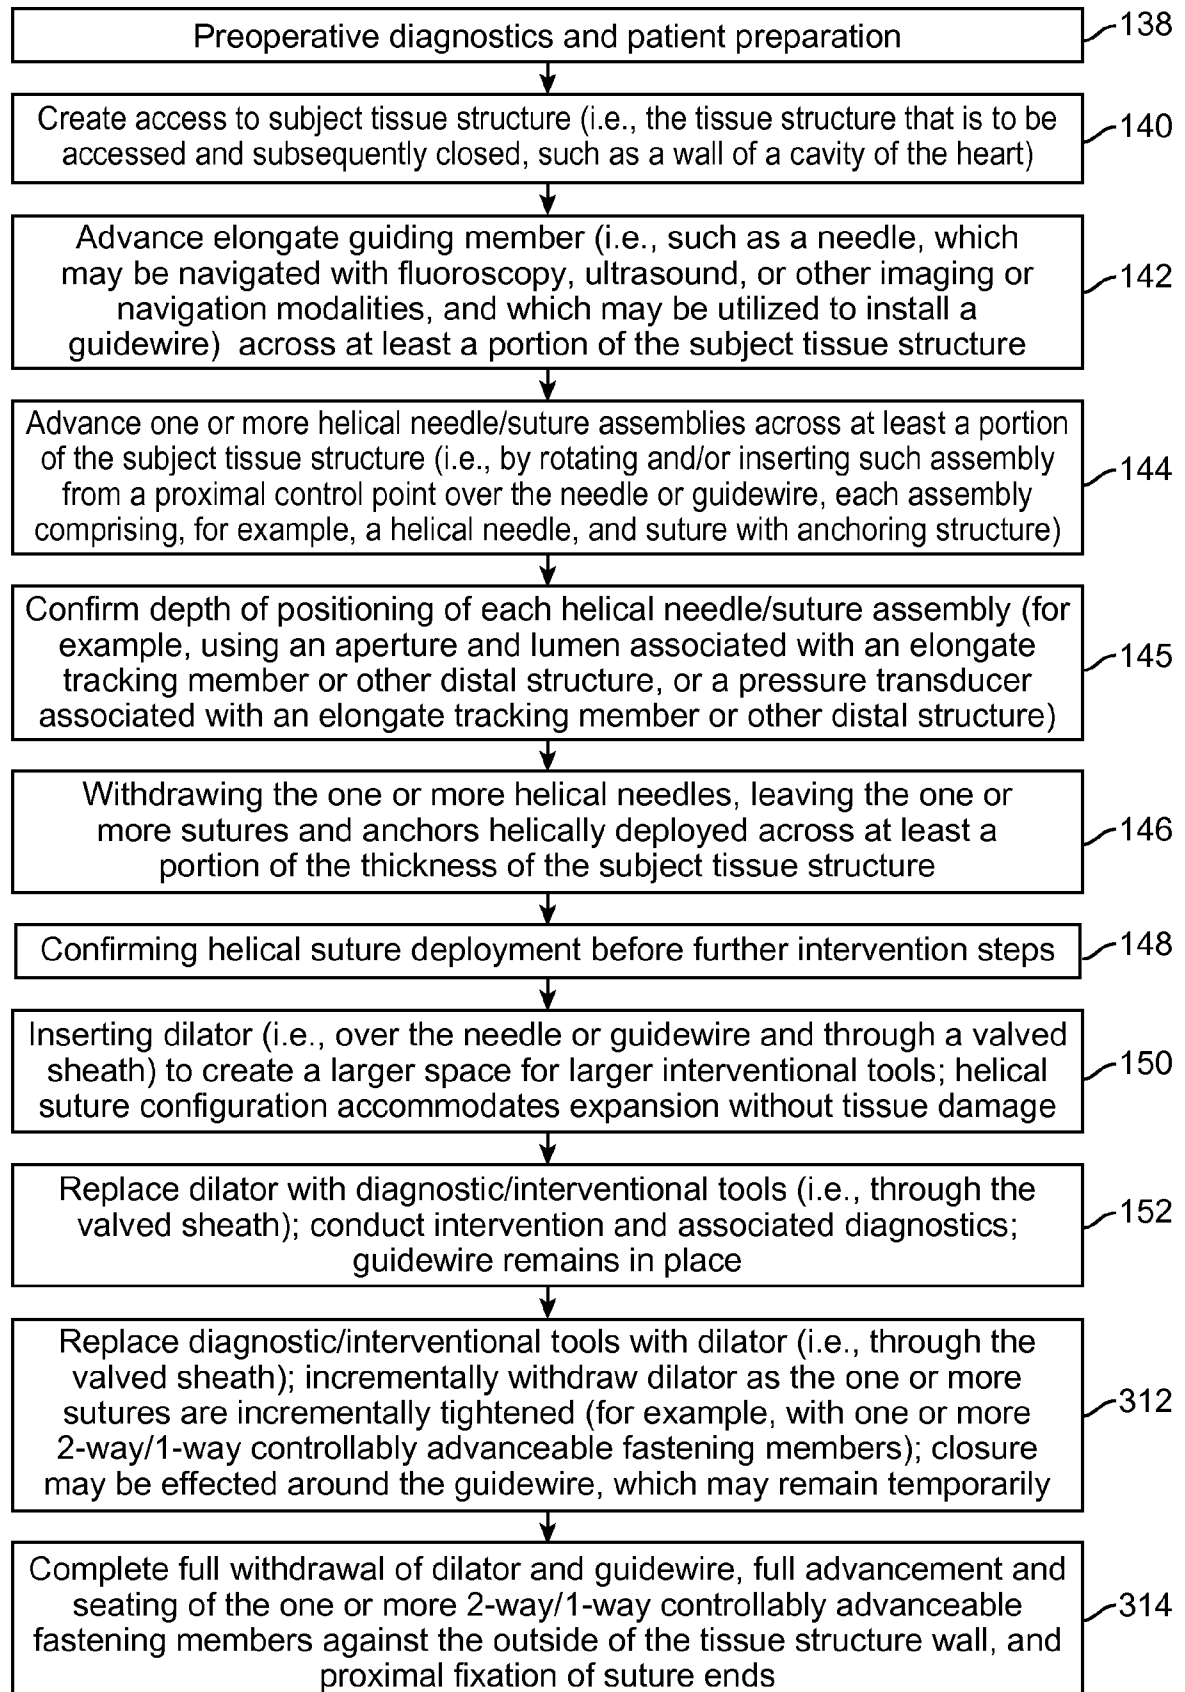 Preoperative diagnostics and patient preparation
138
Create access to subject tissue structure (i.e., the tissue structure that is to be
accessed and subsequently closed, such as a wall of a cavity of the heart)
140
Advance elongate guiding member (i.e., such as a needle, which
may be navigated with fluoroscopy, ultrasound, or other imaging or
navigation modalities, and which may be utilized to install a
guidewire) across at least a portion of the subject tissue structure
142
Advance one or more helical needle/suture assemblies across at least a portion
of the subject tissue structure (i.e., by rotating and/or inserting such assembly
from a proximal control point over the needle or guidewire, each assembly
comprising, for example, a helical needle, and suture with anchoring structure)
144
Confirm depth of positioning of each helical needle/suture assembly (for
example, using an aperture and lumen associated with an elongate
tracking member or other distal structure, or a pressure transducer
associated with an elongate tracking member or other distal structure)
145
Withdrawing the one or more helical needles, leaving the one or
more sutures and anchors helically deployed across at least a
portion of the thickness of the subject tissue structure
146
Confirming helical suture deployment before further intervention steps
148
Inserting dilator (i.e., over the needle or guidewire and through a valved
sheath) to create a larger space for larger interventional tools; helical
suture configuration accommodates expansion without tissue damage
150
Replace dilator with diagnostic/interventional tools (i.e., through the
valved sheath); conduct intervention and associated diagnostics;
guidewire remains in place
152
Replace diagnostic/interventional tools with dilator (i.e., through the
valved sheath); incrementally withdraw dilator as the one or more
sutures are incrementally tightened (for example, with one or more
2-way/1-way controllably advanceable fastening members); closure
may be effected around the guidewire, which may remain temporarily
312
Complete full withdrawal of dilator and guidewire, full advancement and
seating of the one or more 2-way/1-way controllably advanceable
fastening members against the outside of the tissue structure wall, and
proximal fixation of suture ends
314